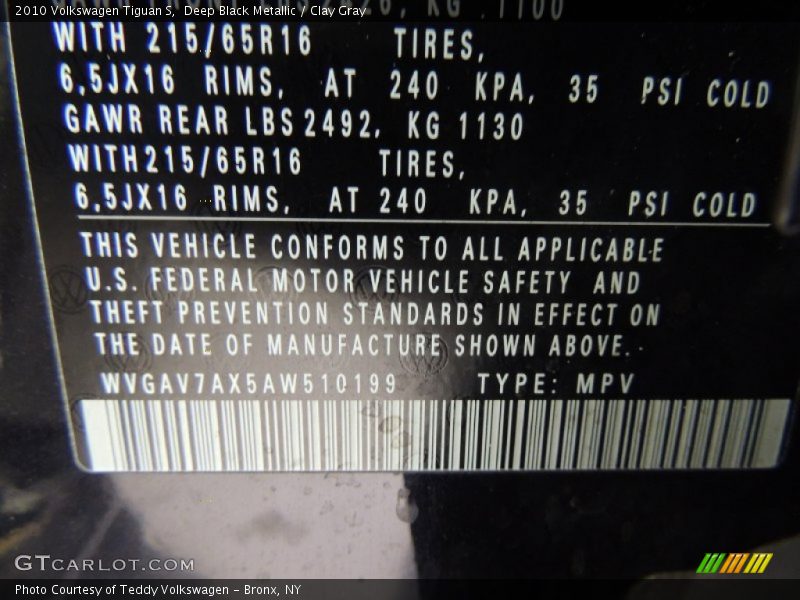 2010 Volkswagen Tiguan S, Deep Black Metallic / Clay Gray
KG 1100
WITH 215/65R16 TIRES,
6,5JX16 RIMS, AT 240 KPA, 35 PSI COLD
GAWR REAR LBS 2492, KG 1130
WITH215/65R16 TIRES,
6,5JX16 RIMS, AT 240 KPA, 35 PSI COLD
THIS VEHICLE CONFORMS TO ALL APPLICABLE
U.S. FEDERAL MOTOR VEHICLE SAFETY AND
THEFT PREVENTION STANDARDS IN EFFECT ON
THE DATE OF MANUFACTURE SHOWN ABOVE.
WVGAV7AX5AW510199 TYPE: MPV
GTCARLOT.COM
Photo Courtesy of Teddy Volkswagen - Bronx, NY